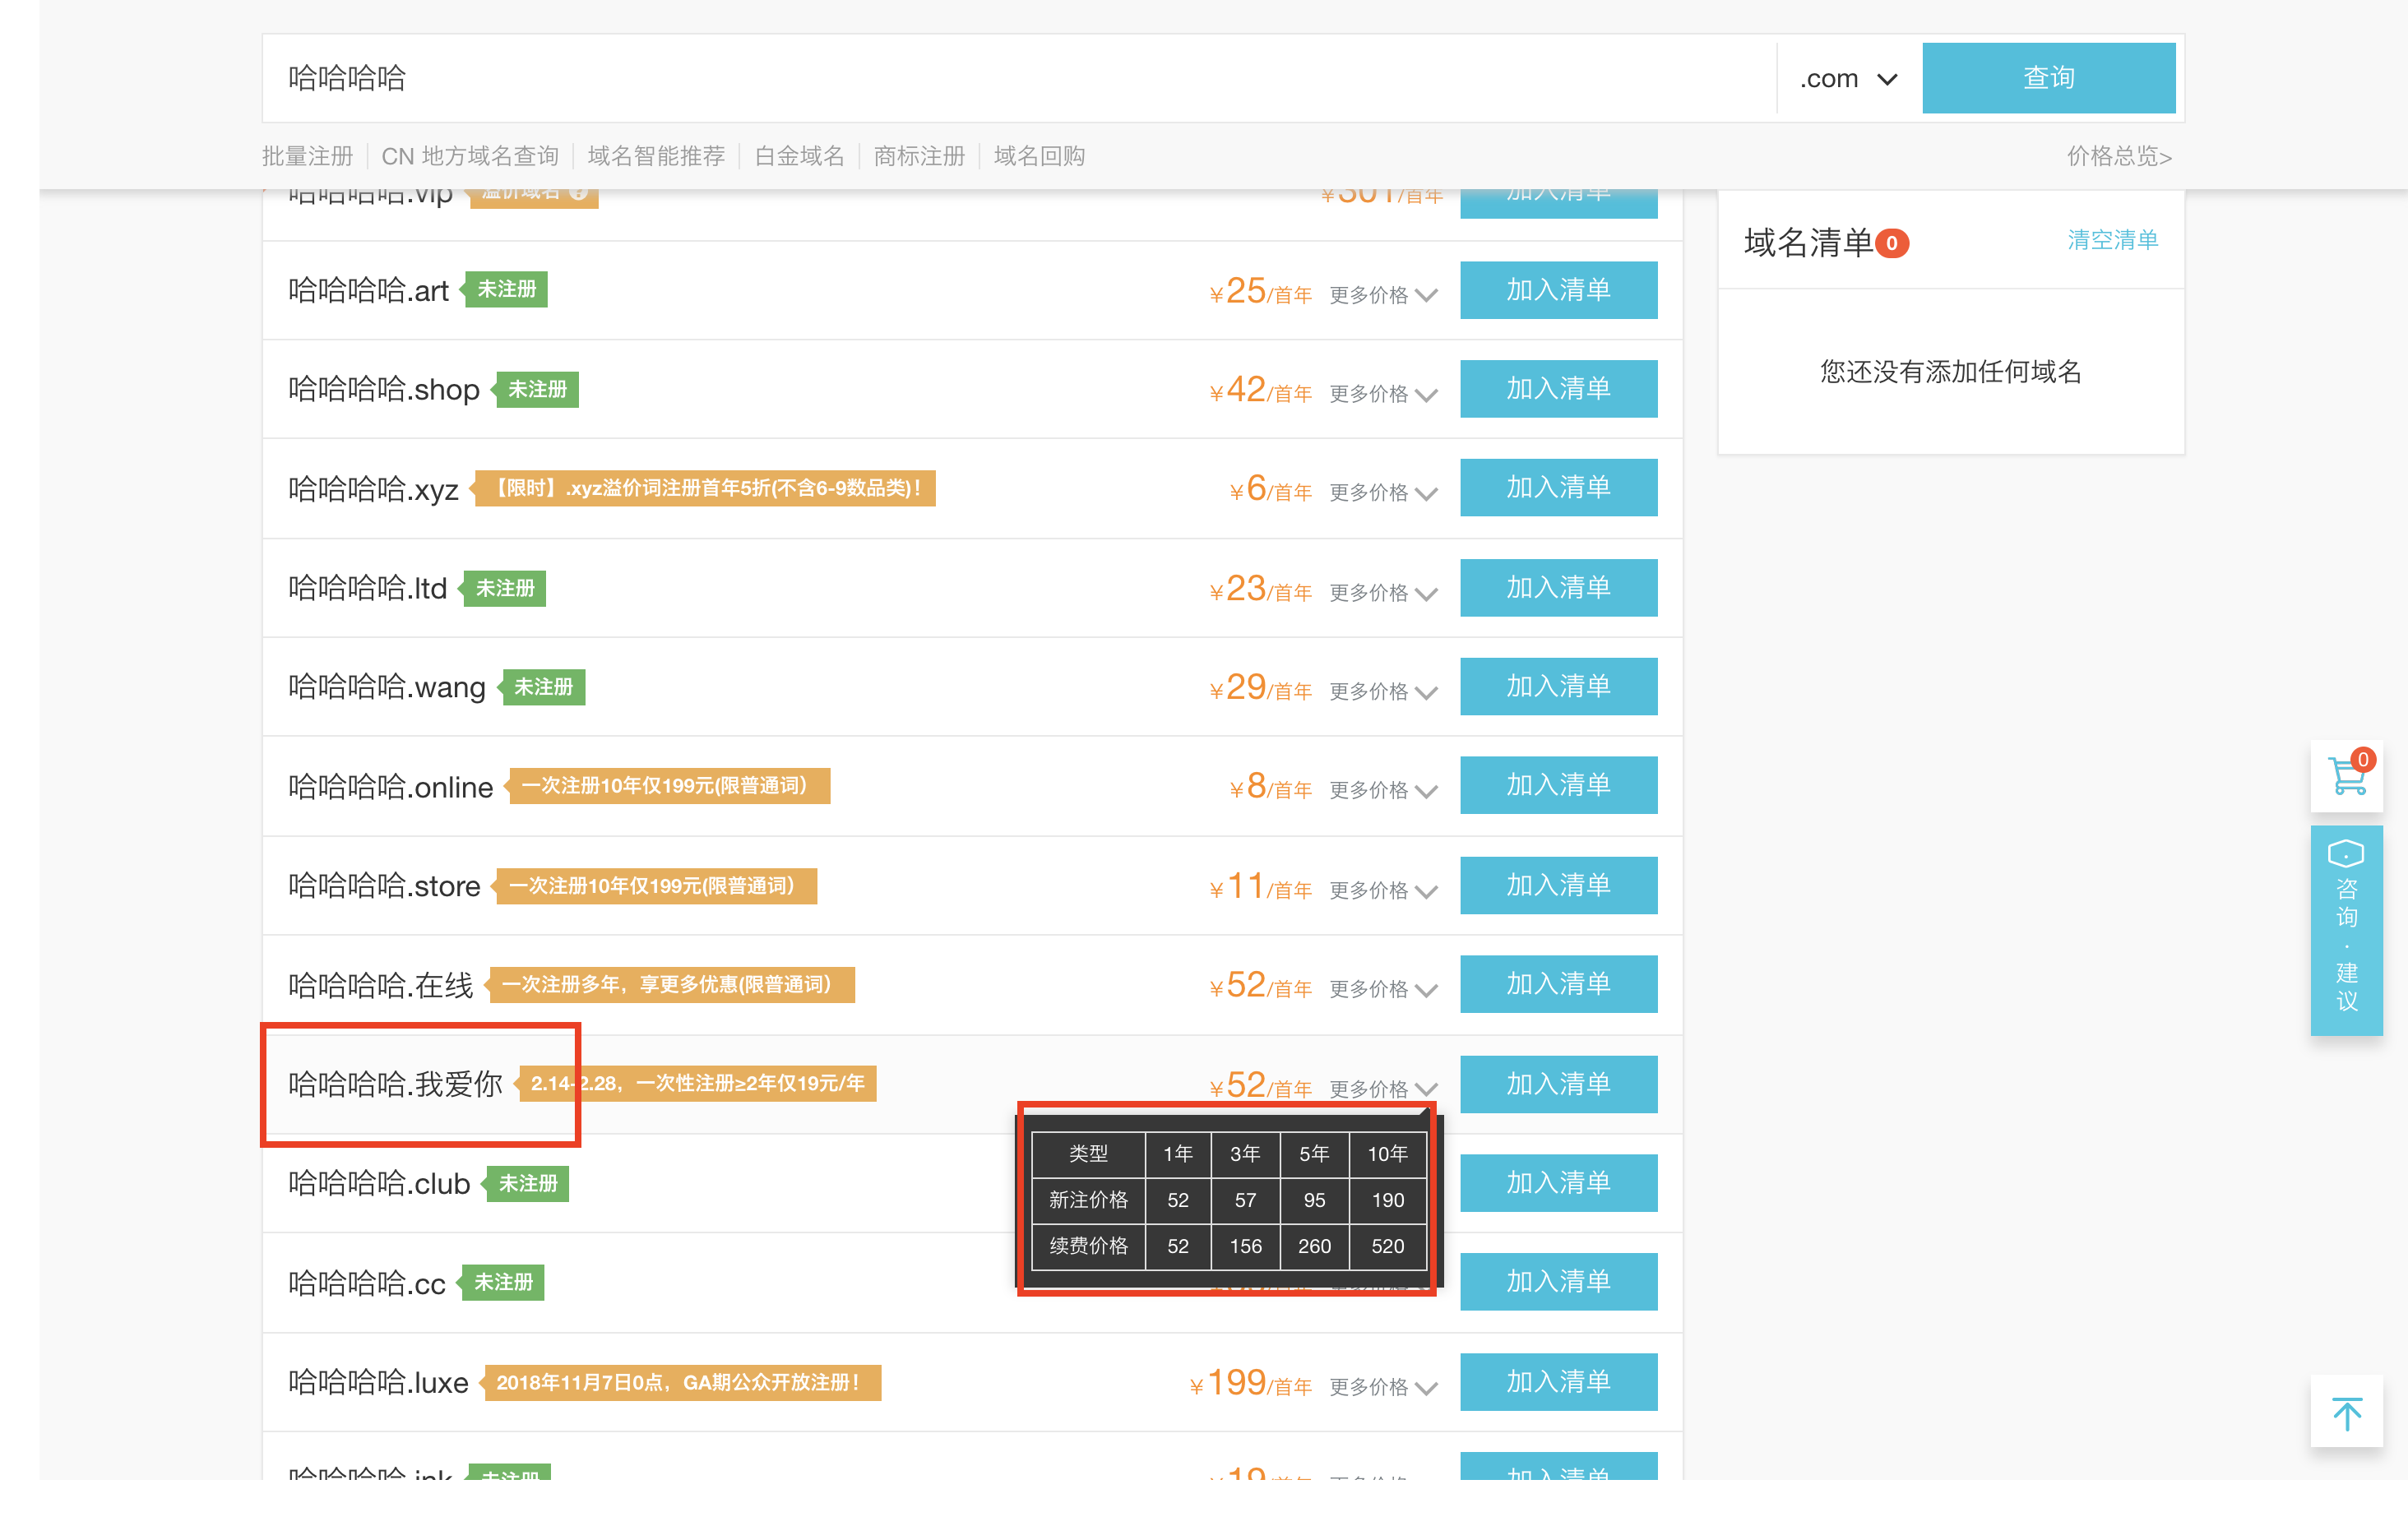 哈哈哈哈
.com
查询
批量注册
CN 地方域名查询
域名智能推荐
白金域名
商标注册
域名回购
价格总览>
哈哈哈哈.vip 溢价域名 ?
¥301/首年 加入清单
哈哈哈哈.art 未注册 ¥25/首年 更多价格 加入清单
哈哈哈哈.shop 未注册 ¥42/首年 更多价格 加入清单
哈哈哈哈.xyz 【限时】.xyz溢价词注册首年5折(不含6-9数品类)! ¥6/首年 更多价格 加入清单
哈哈哈哈.ltd 未注册 ¥23/首年 更多价格 加入清单
哈哈哈哈.wang 未注册 ¥29/首年 更多价格 加入清单
哈哈哈哈.online 一次注册10年仅199元(限普通词) ¥8/首年 更多价格 加入清单
哈哈哈哈.store 一次注册10年仅199元(限普通词) ¥11/首年 更多价格 加入清单
哈哈哈哈.在线 一次注册多年，享更多优惠(限普通词) ¥52/首年 更多价格 加入清单
哈哈哈哈.我爱你 2.14-2.28，一次性注册≥2年仅19元/年 ¥52/首年 更多价格 加入清单
类型 1年 3年 5年 10年
新注价格 52 57 95 190
续费价格 52 156 260 520
哈哈哈哈.club 未注册 加入清单
哈哈哈哈.cc 未注册 加入清单
哈哈哈哈.luxe 2018年11月7日0点，GA期公众开放注册！ ¥199/首年 更多价格 加入清单
哈哈哈哈.ink 未注册 ¥19/首年 更多价格 加入清单
域名清单 0
清空清单
您还没有添加任何域名
0
咨询·建议